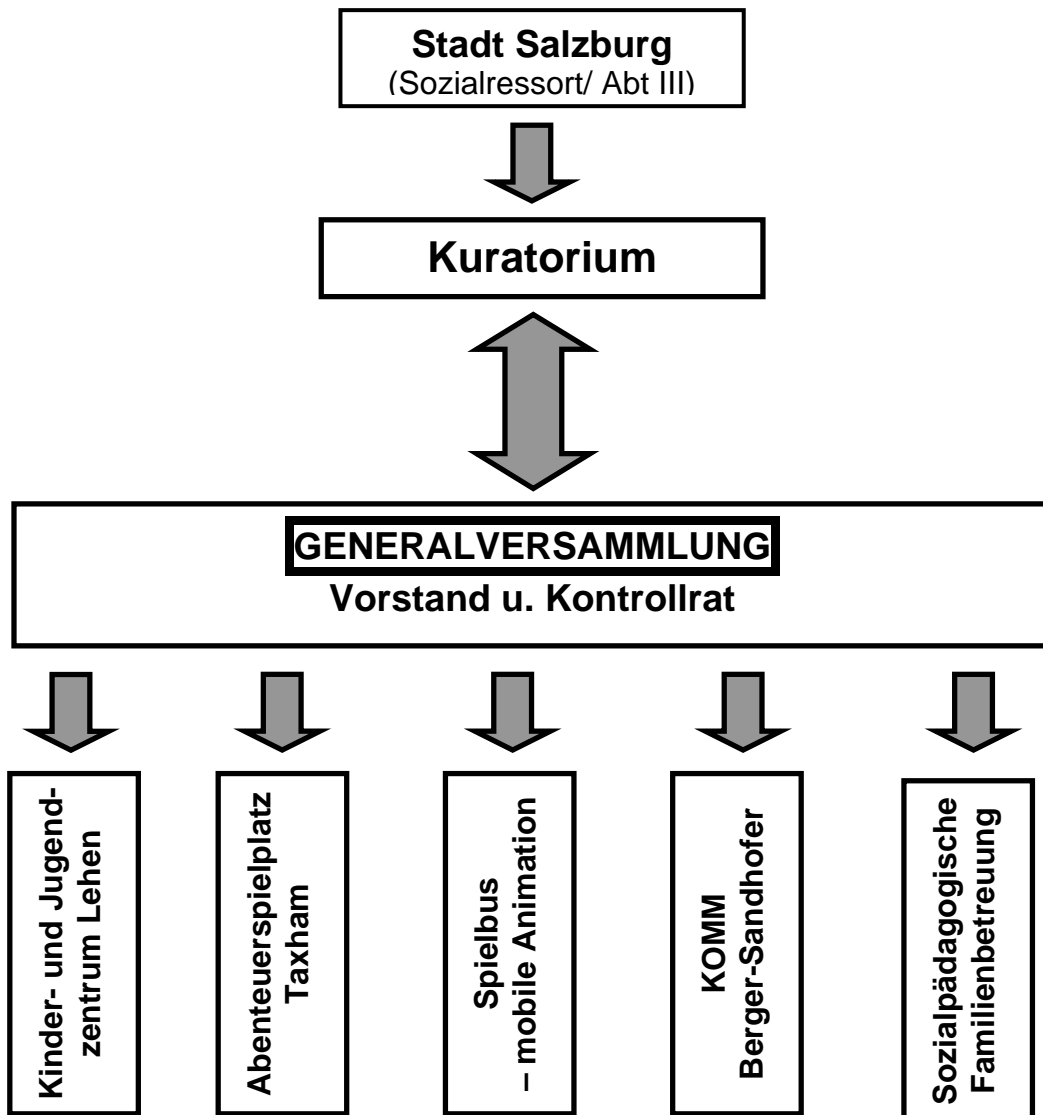 Stadt Salzburg
(Sozialressort/ Abt III)
Kuratorium
GENERALVERSAMMLUNG
Vorstand u. Kontrollrat
Kinder- und Jugend-
zentrum Lehen
Abenteuerspielplatz
Taxham
Spielbus
– mobile Animation
KOMM
Berger-Sandhofer
Sozialpädagogische
Familienbetreuung